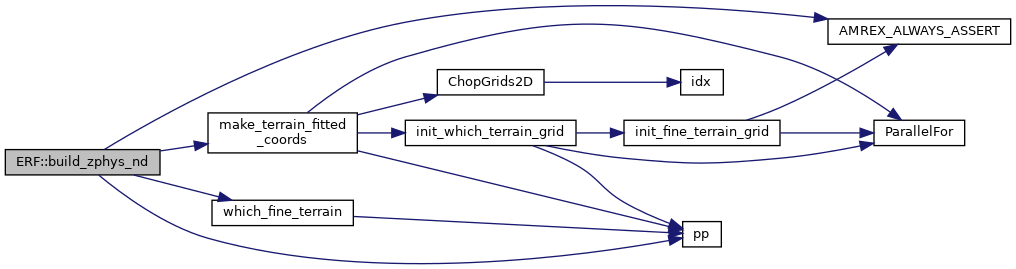 ERF::build_zphys_nd
make_terrain_fitted
_coords
which_fine_terrain
ChopGrids2D
init_which_terrain_grid
idx
init_fine_terrain_grid
pp
AMREX_ALWAYS_ASSERT
ParallelFor